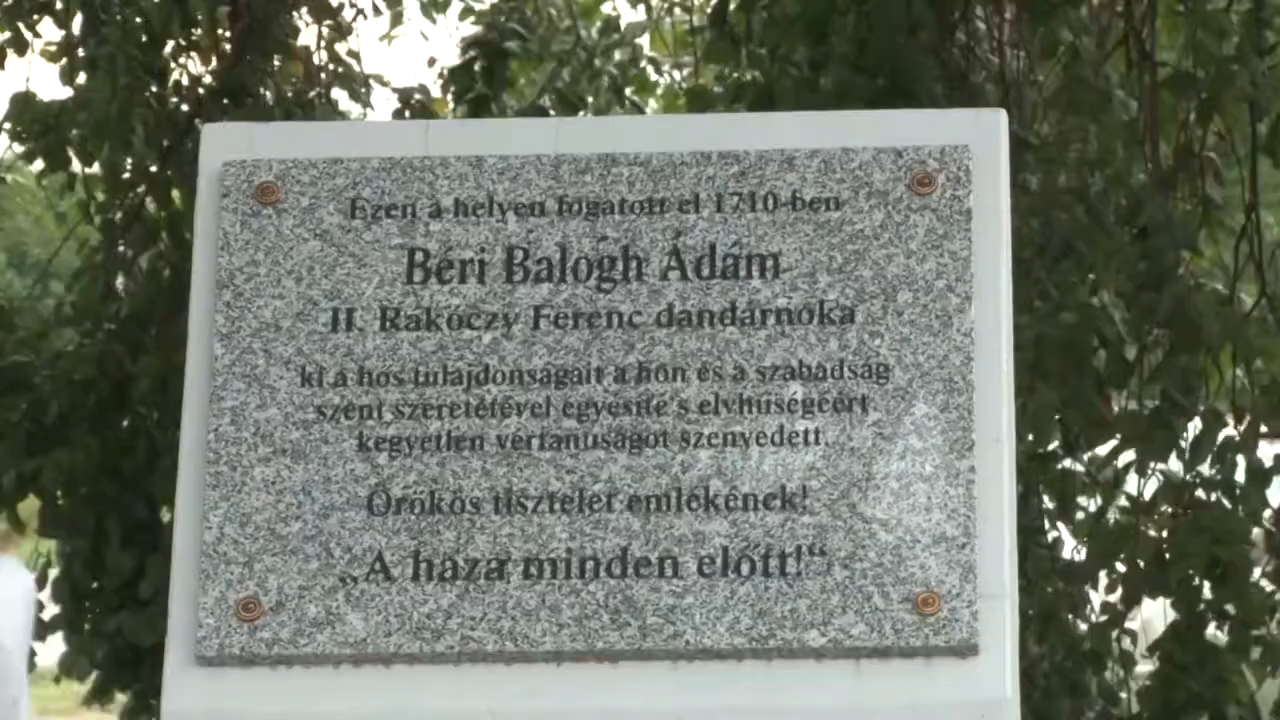 Ezen a helyen fogatott el 1710-ben
Béri Balogh Ádám
II. Rákóczy Ferenc dandárnoka
ki a hős tulajdonságait a hon és a szabadság
szent szeretetével egyesíté s elvhűségéért
kegyetlen vértanúságot szenvedett.
Örökös tisztelet emlékének!
„A haza minden előtt!“